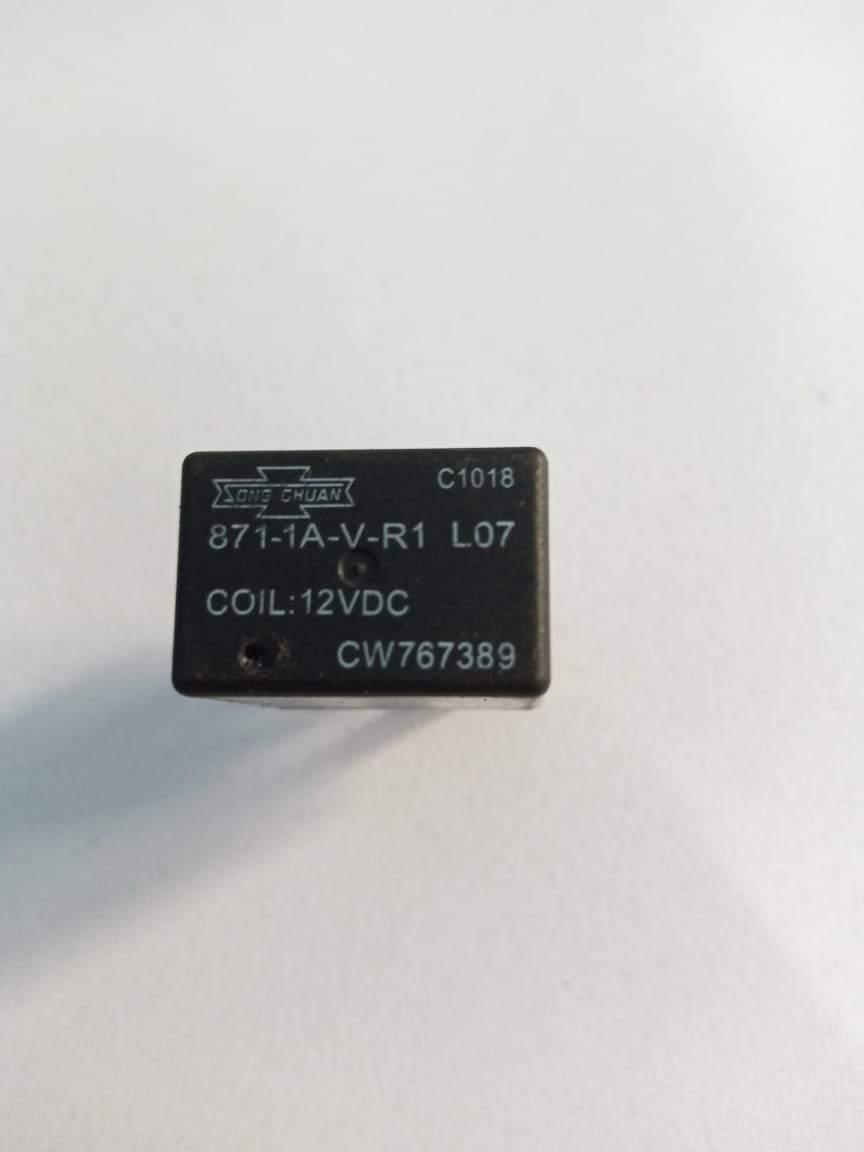 SONG CHUAN C1018
871-1A-V-R1 L07
COIL:12VDC
CW767389